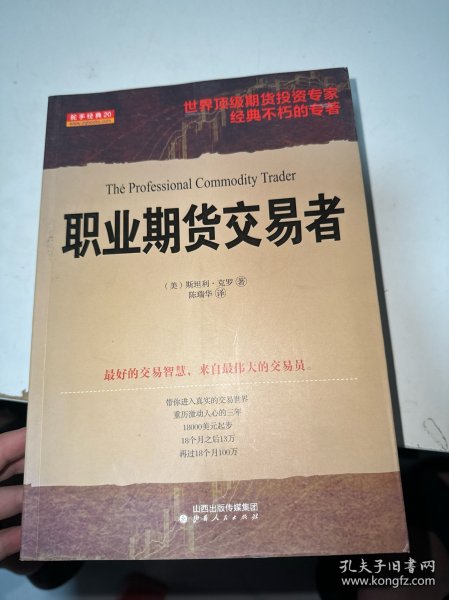 舵手经典20
世界顶级期货投资专家
经典不朽的专著
The Professional Commodity Trader
职业期货交易者
（美）斯坦利·克罗 著
陈瑞华 译
最好的交易智慧，来自最伟大的交易员。
带你进入真实的交易世界
重历激动人心的三年
18000美元起步
18个月之后13万
再过18个月100万
山西出版传媒集团
山西人民出版社
孔夫子旧书网
www.kongfz.com